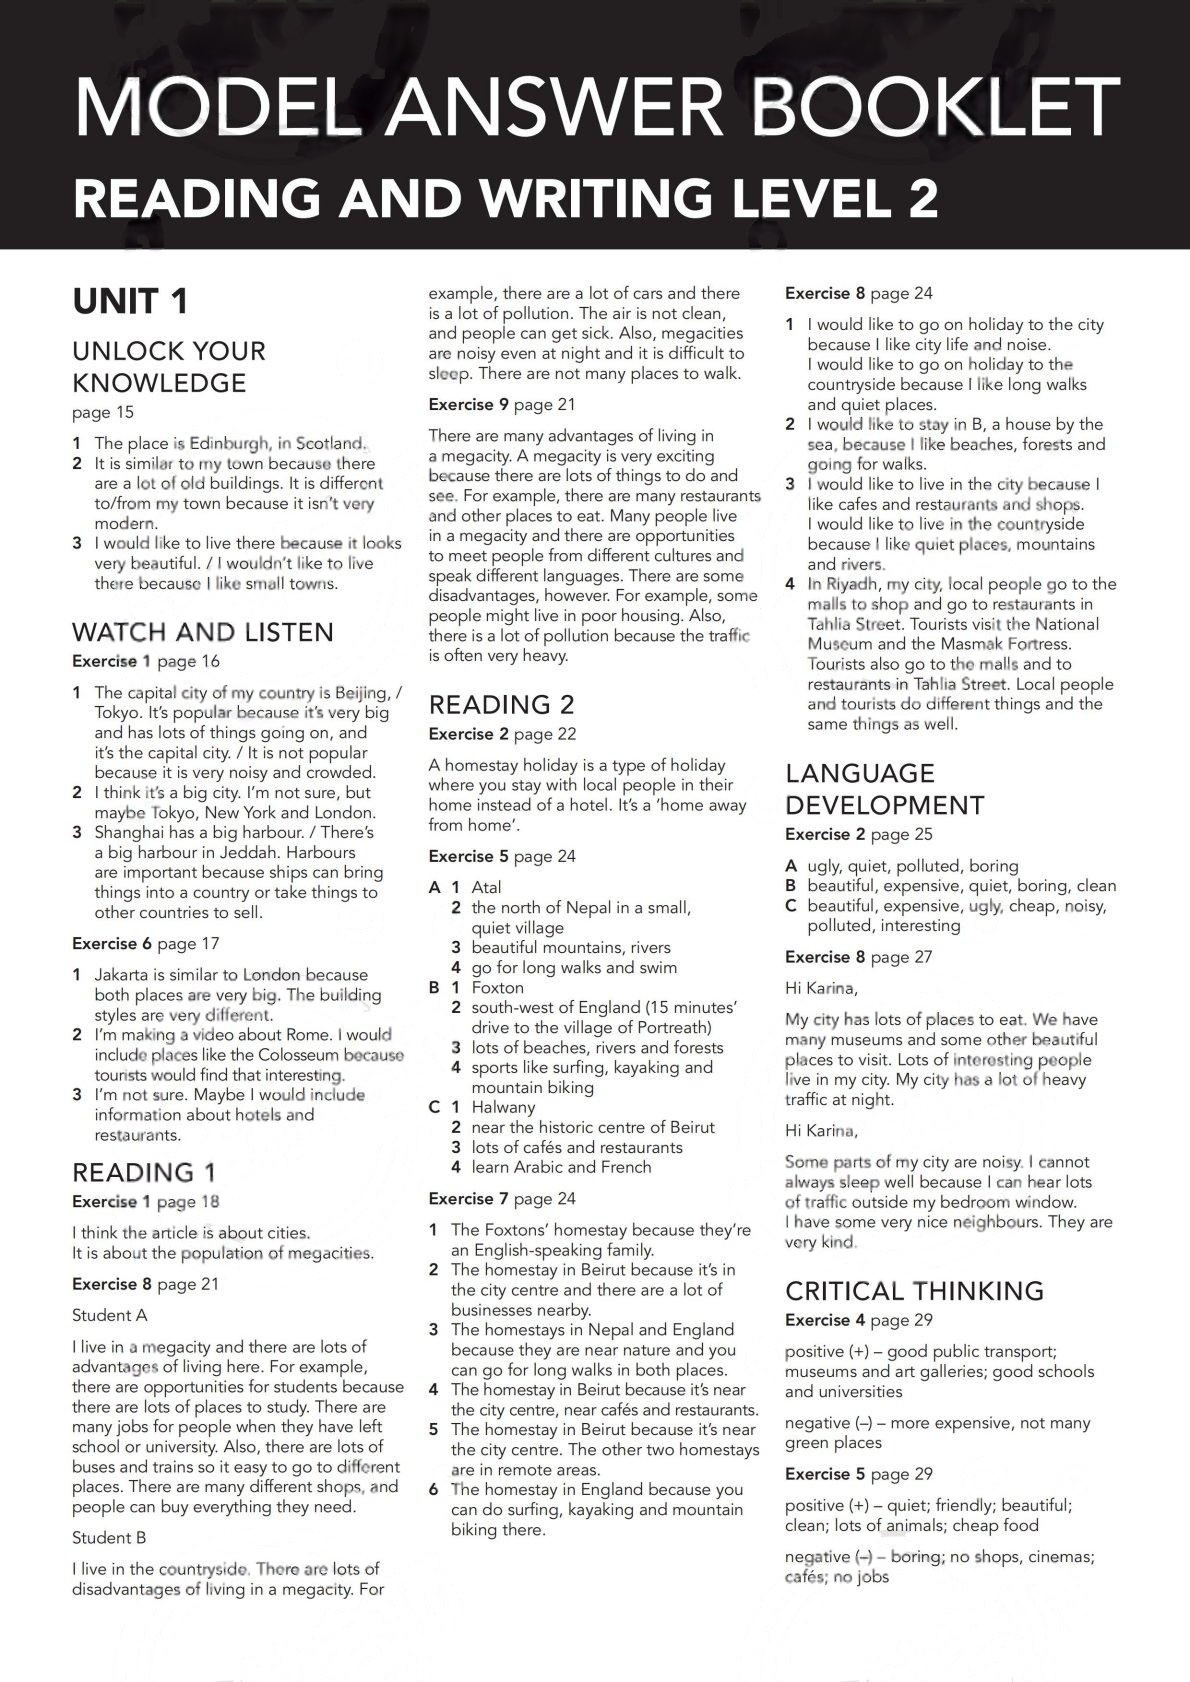 MODEL ANSWER BOOKLET
READING AND WRITING LEVEL 2
UNIT 1
UNLOCK YOUR
KNOWLEDGE
page 15
1 The place is Edinburgh, in Scotland.
2 It is similar to my town because there
are a lot of old buildings. It is different
to/from my town because it isn't very
modern.
3 I would like to live there because it looks
very beautiful. / I wouldn't like to live
there because I like small towns.
WATCH AND LISTEN
Exercise 1 page 16
1 The capital city of my country is Beijing, /
Tokyo. It's popular because it's very big
and has lots of things going on, and
it's the capital city. / It is not popular
because it is very noisy and crowded.
2 I think it's a big city. I'm not sure, but
maybe Tokyo, New York and London.
3 Shanghai has a big harbour. / There's
a big harbour in Jeddah. Harbours
are important because ships can bring
things into a country or take things to
other countries to sell.
Exercise 6 page 17
1 Jakarta is similar to London because
both places are very big. The building
styles are very different.
2 I'm making a video about Rome. I would
include places like the Colosseum because
tourists would find that interesting.
3 I'm not sure. Maybe I would include
information about hotels and
restaurants.
READING 1
Exercise 1 page 18
I think the article is about cities.
It is about the population of megacities.
Exercise 8 page 21
Student A
I live in a megacity and there are lots of
advantages of living here. For example,
there are opportunities for students because
there are lots of places to study. There are
many jobs for people when they have left
school or university. Also, there are lots of
buses and trains so it easy to go to different
places. There are many different shops, and
people can buy everything they need.
Student B
I live in the countryside. There are lots of
disadvantages of living in a megacity. For
example, there are a lot of cars and there
is a lot of pollution. The air is not clean,
and people can get sick. Also, megacities
are noisy even at night and it is difficult to
sleep. There are not many places to walk.
Exercise 9 page 21
There are many advantages of living in
a megacity. A megacity is very exciting
because there are lots of things to do and
see. For example, there are many restaurants
and other places to eat. Many people live
in a megacity and there are opportunities
to meet people from different cultures and
speak different languages. There are some
disadvantages, however. For example, some
people might live in poor housing. Also,
there is a lot of pollution because the traffic
is often very heavy.
READING 2
Exercise 2 page 22
A homestay holiday is a type of holiday
where you stay with local people in their
home instead of a hotel. It's a 'home away
from home'.
Exercise 5 page 24
A 1 Atal
2 the north of Nepal in a small,
quiet village
3 beautiful mountains, rivers
4 go for long walks and swim
B 1 Foxton
2 south-west of England (15 minutes'
drive to the village of Portreath)
3 lots of beaches, rivers and forests
4 sports like surfing, kayaking and
mountain biking
C 1 Halwany
2 near the historic centre of Beirut
3 lots of cafés and restaurants
4 learn Arabic and French
Exercise 7 page 24
1 The Foxtons' homestay because they're
an English-speaking family.
2 The homestay in Beirut because it's in
the city centre and there are a lot of
businesses nearby.
3 The homestays in Nepal and England
because they are near nature and you
can go for long walks in both places.
4 The homestay in Beirut because it's near
the city centre, near cafés and restaurants.
5 The homestay in Beirut because it's near
the city centre. The other two homestays
are in remote areas.
6 The homestay in England because you
can do surfing, kayaking and mountain
biking there.
Exercise 8 page 24
1 I would like to go on holiday to the city
because I like city life and noise.
I would like to go on holiday to the
countryside because I like long walks
and quiet places.
2 I would like to stay in B, a house by the
sea, because I like beaches, forests and
going for walks.
3 I would like to live in the city because I
like cafes and restaurants and shops.
I would like to live in the countryside
because I like quiet places, mountains
and rivers.
4 In Riyadh, my city, local people go to the
malls to shop and go to restaurants in
Tahlia Street. Tourists visit the National
Museum and the Masmak Fortress.
Tourists also go to the malls and to
restaurants in Tahlia Street. Local people
and tourists do different things and the
same things as well.
LANGUAGE
DEVELOPMENT
Exercise 2 page 25
A ugly, quiet, polluted, boring
B beautiful, expensive, quiet, boring, clean
C beautiful, expensive, ugly, cheap, noisy,
polluted, interesting
Exercise 8 page 27
Hi Karina,
My city has lots of places to eat. We have
many museums and some other beautiful
places to visit. Lots of interesting people
live in my city. My city has a lot of heavy
traffic at night.
Hi Karina,
Some parts of my city are noisy. I cannot
always sleep well because I can hear lots
of traffic outside my bedroom window.
I have some very nice neighbours. They are
very kind.
CRITICAL THINKING
Exercise 4 page 29
positive (+) – good public transport;
museums and art galleries; good schools
and universities
negative (–) – more expensive, not many
green places
Exercise 5 page 29
positive (+) – quiet; friendly; beautiful;
clean; lots of animals; cheap food
negative (–) – boring; no shops, cinemas;
cafés; no jobs